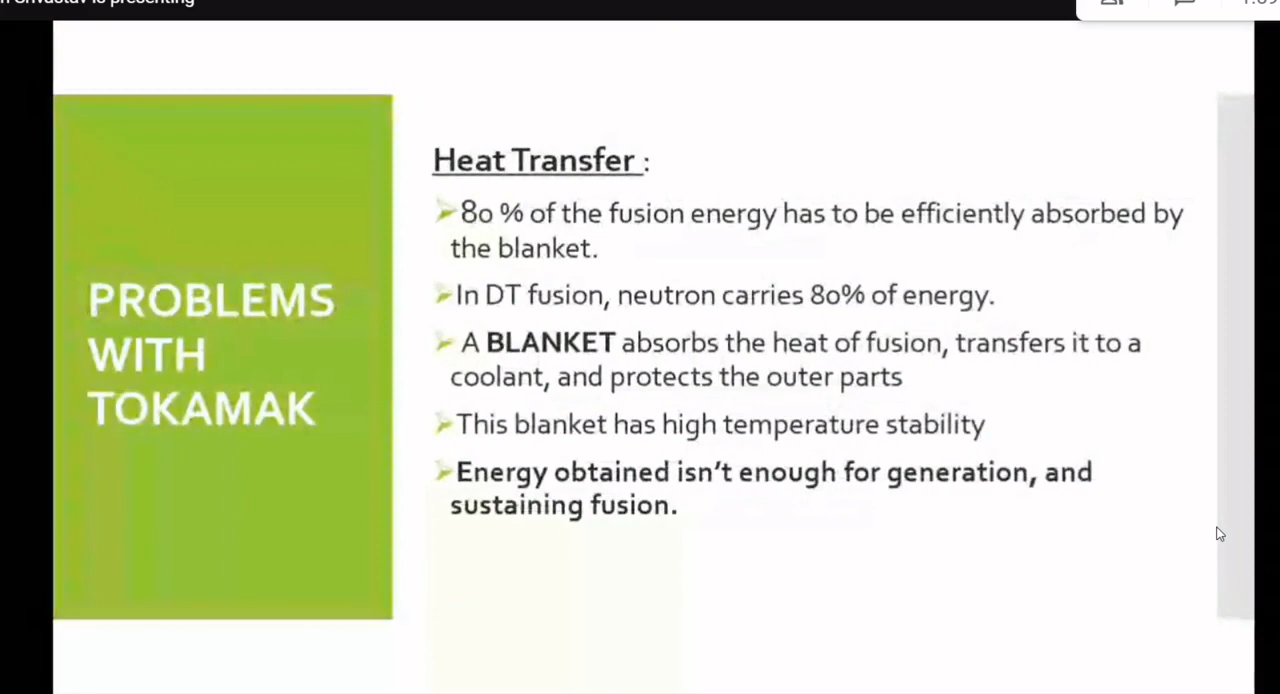 is presenting
PROBLEMS
WITH
TOKAMAK
Heat Transfer :
➢80 % of the fusion energy has to be efficiently absorbed by
the blanket.
➢In DT fusion, neutron carries 80% of energy.
➢ A BLANKET absorbs the heat of fusion, transfers it to a
coolant, and protects the outer parts
➢This blanket has high temperature stability
➢Energy obtained isn't enough for generation, and
sustaining fusion.